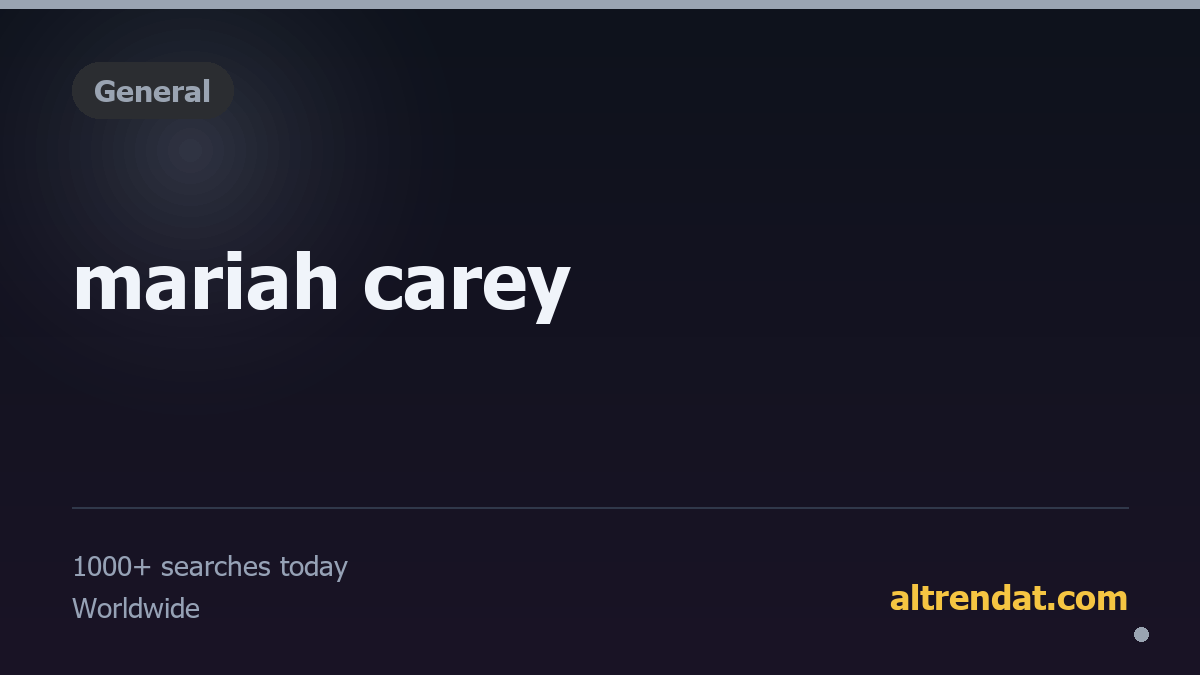 General
mariah carey
1000+ searches today
Worldwide
altrendat.com